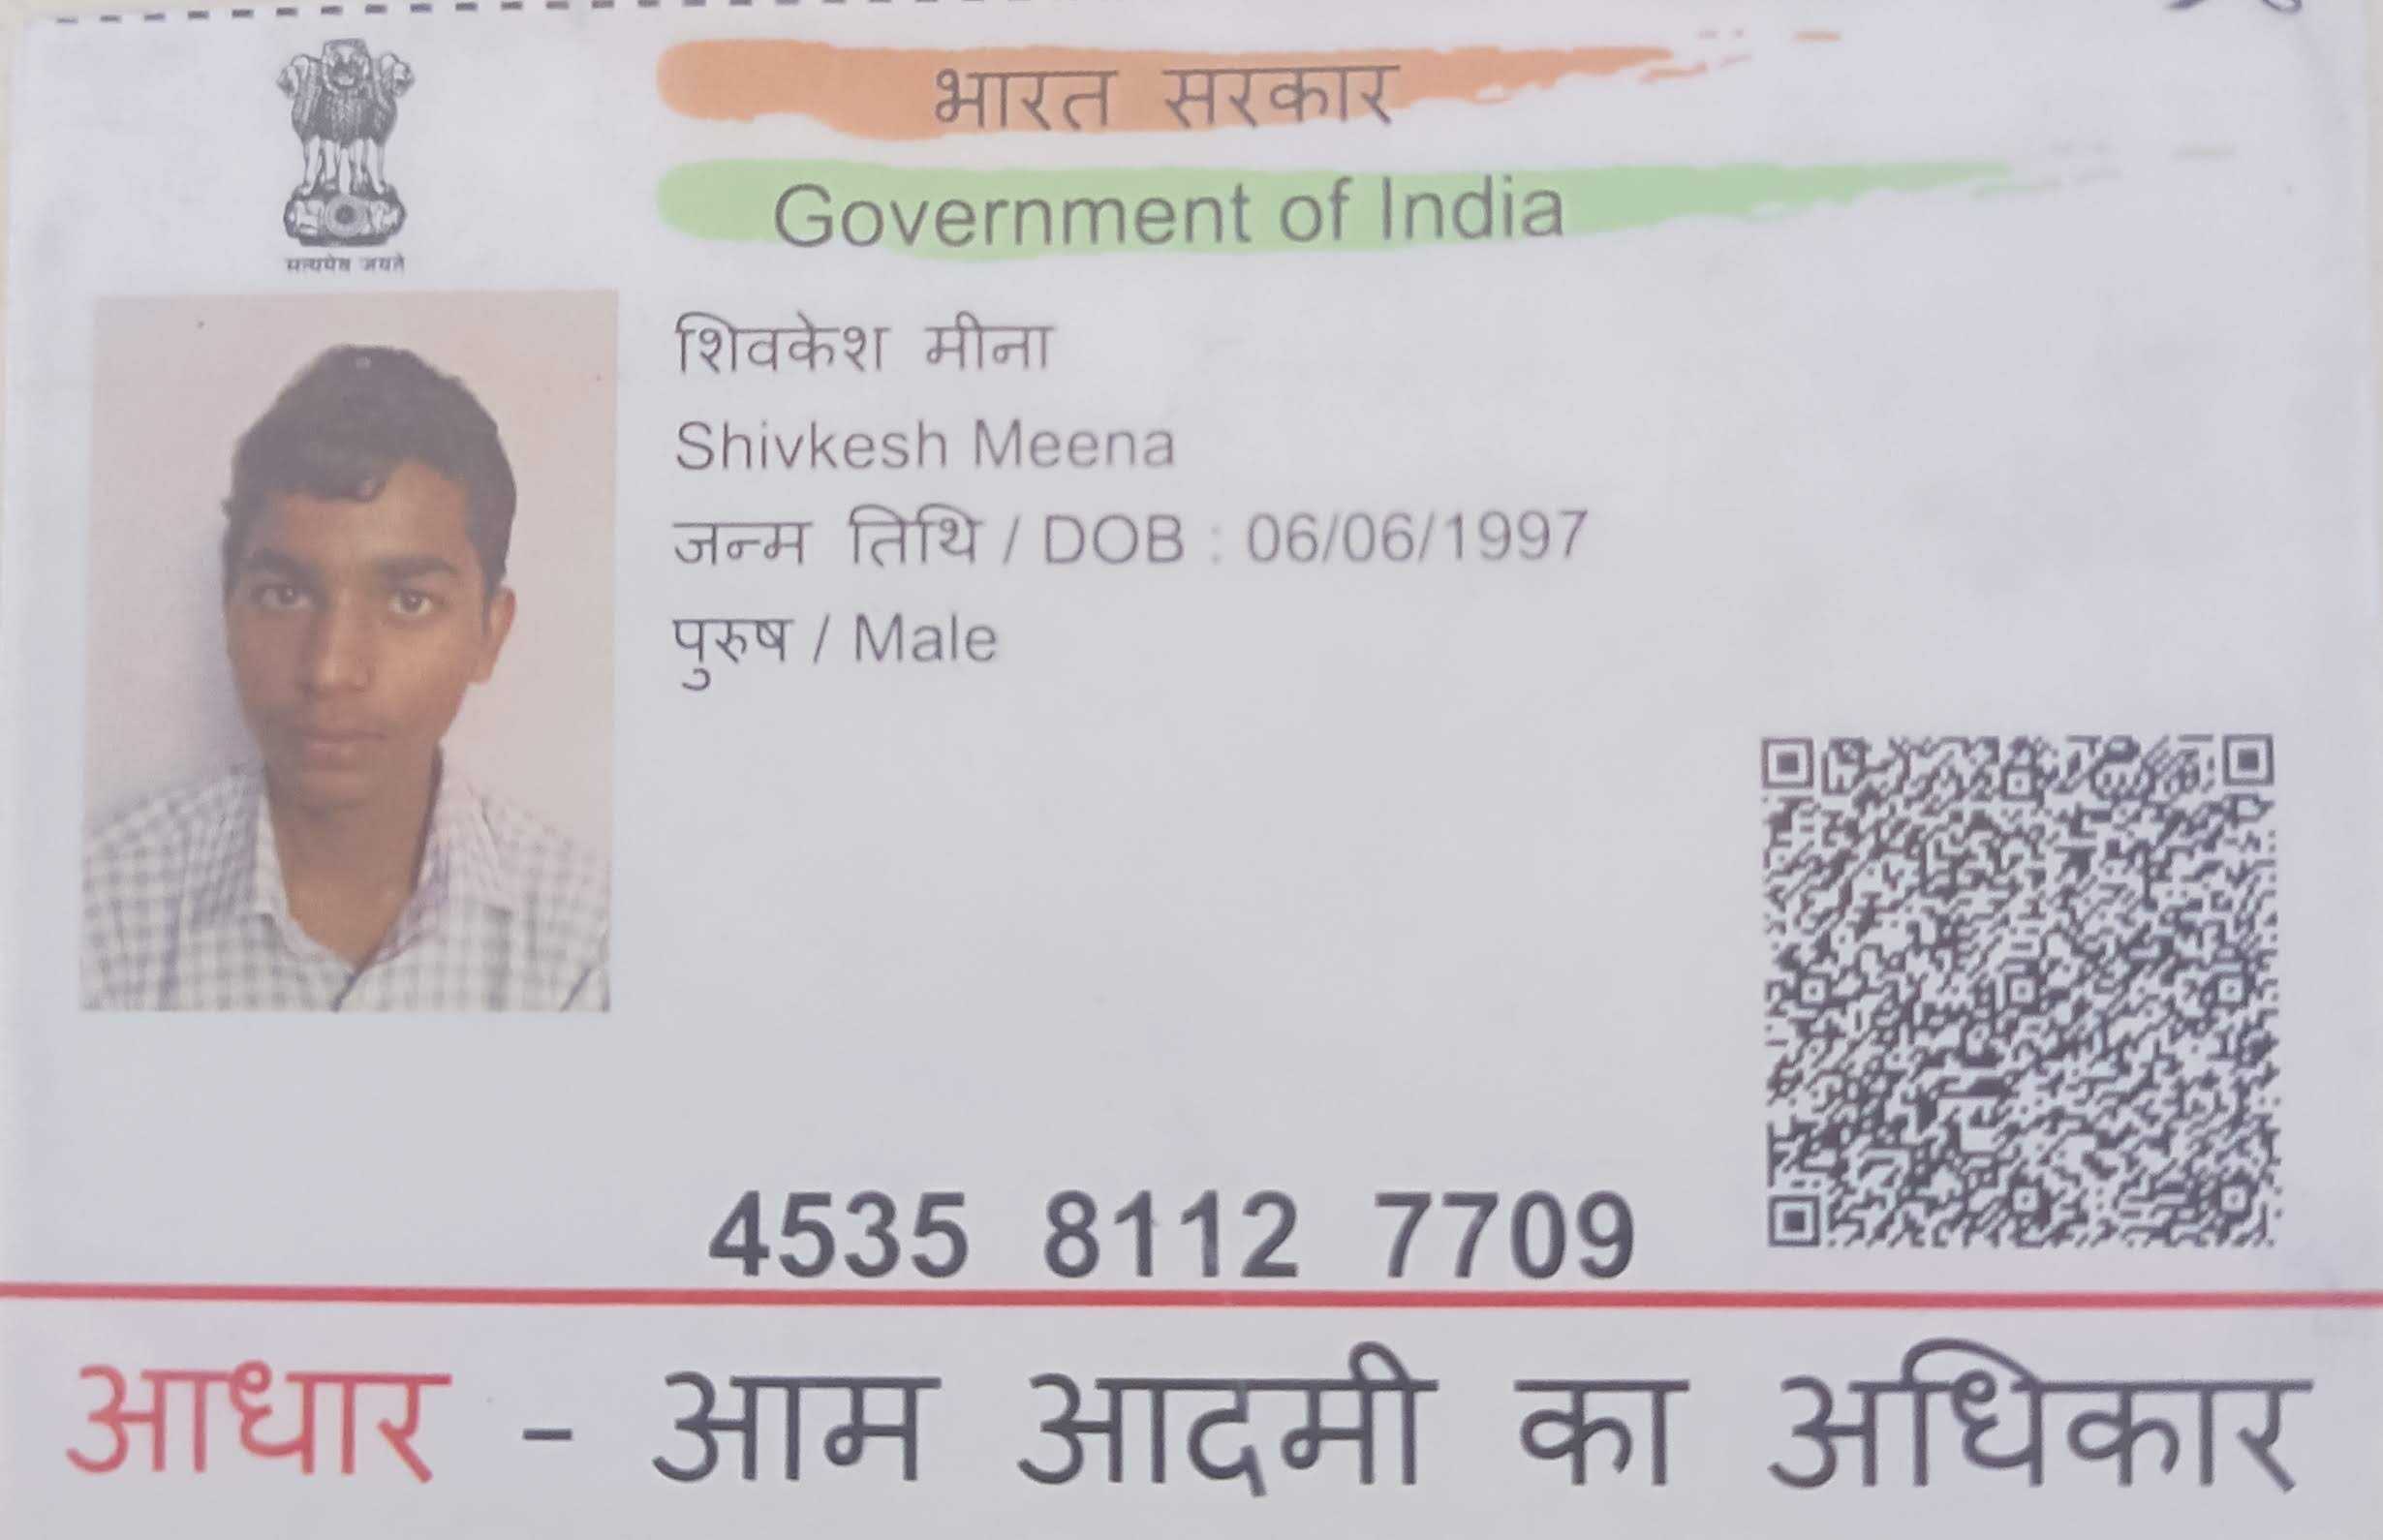 सत्यमेव जयते
भारत सरकार
Government of India
शिवकेश मीना
Shivkesh Meena
जन्म तिथि / DOB : 06/06/1997
पुरुष / Male
4535 8112 7709
आधार - आम आदमी का अधिकार